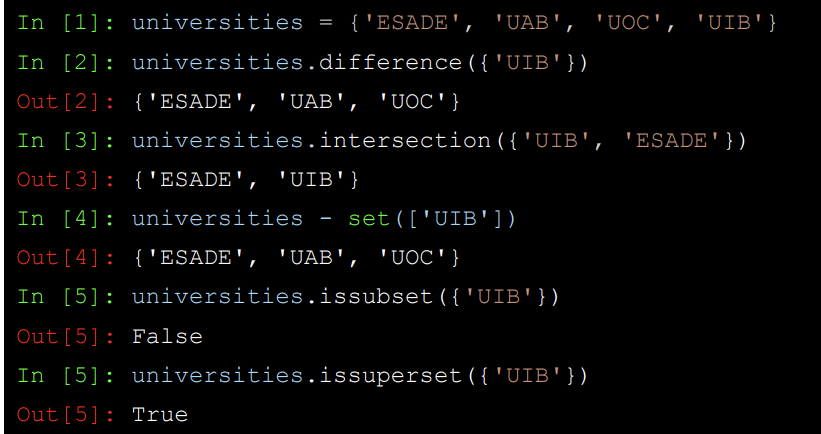 In [1]: universities = {'ESADE', 'UAB', 'UOC', 'UIB'}
In [2]: universities.difference({'UIB'})
Out[2]: {'ESADE', 'UAB', 'UOC'}
In [3]: universities.intersection({'UIB', 'ESADE'})
Out[3]: {'ESADE', 'UIB'}
In [4]: universities - set(['UIB'])
Out[4]: {'ESADE', 'UAB', 'UOC'}
In [5]: universities.issubset({'UIB'})
Out[5]: False
In [5]: universities.issuperset({'UIB'})
Out[5]: True